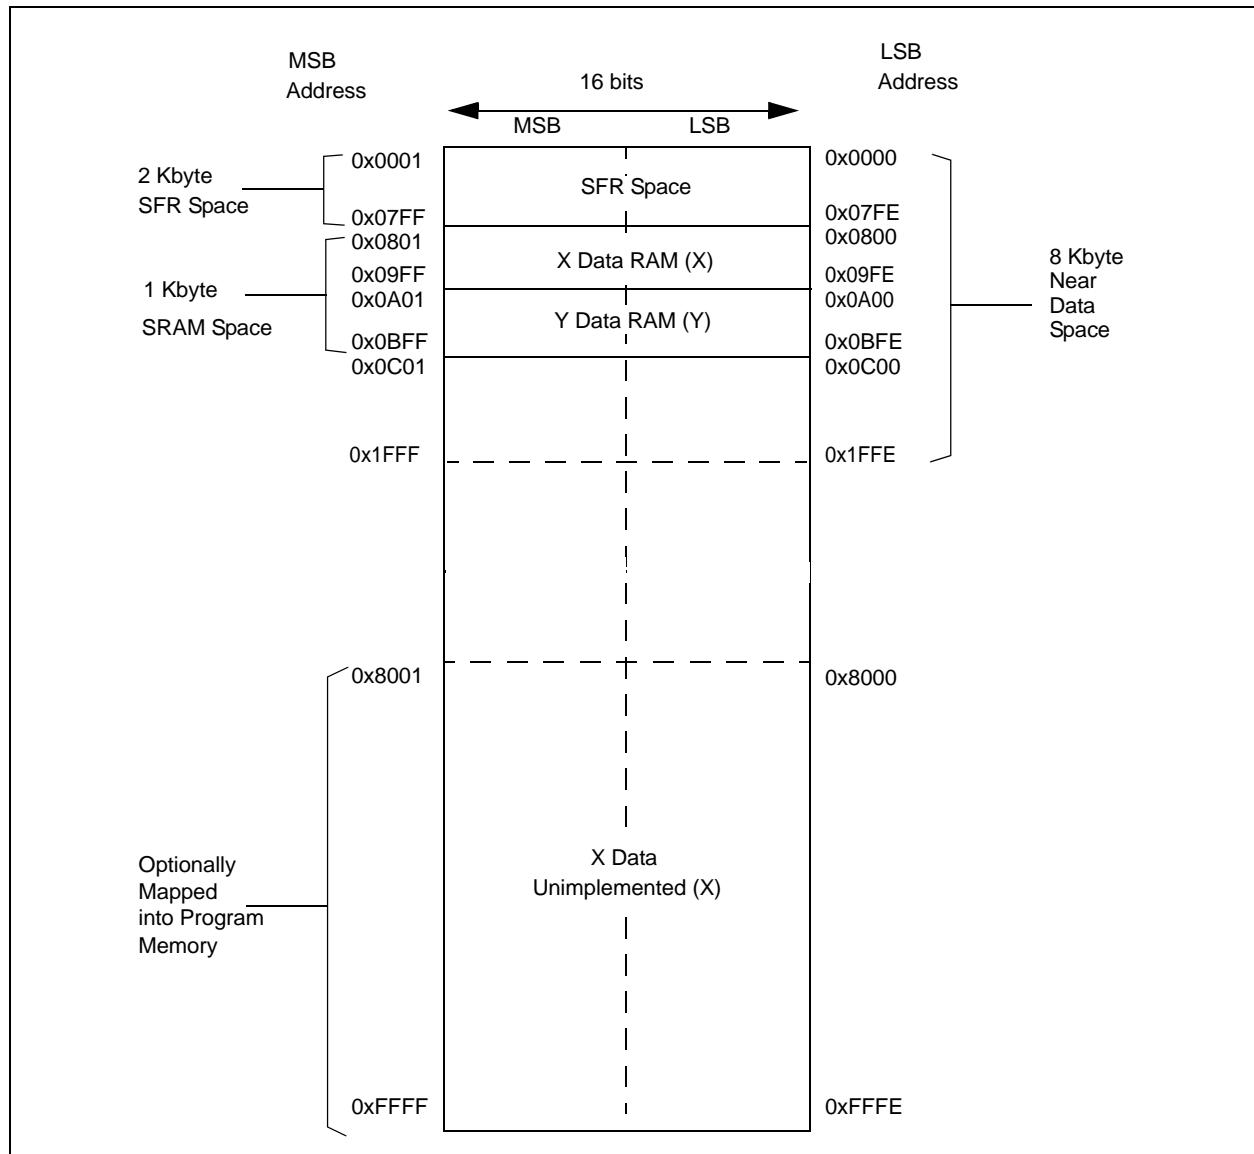 MSB
Address
LSB
Address
16 bits
MSB
LSB
2 Kbyte
SFR Space
0x0001
0x07FF
SFR Space
0x0000
0x07FE
1 Kbyte
SRAM Space
0x0801
0x09FF
0x0A01
0x0BFF
0x0C01
X Data RAM (X)
Y Data RAM (Y)
0x0800
0x09FE
0x0A00
0x0BFE
0x0C00
8 Kbyte
Near
Data
Space
0x1FFF
0x1FFE
0x8001
0x8000
Optionally
Mapped
into Program
Memory
X Data
Unimplemented (X)
0xFFFF
0xFFFE